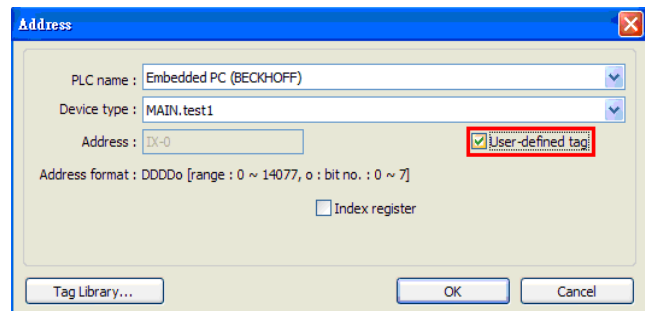 Address
PLC name : Embedded PC (BECKHOFF)
Device type : MAIN.test1
Address : IX-0 User-defined tag
Address format : DDDDo [range : 0 ~ 14077, o : bit no. : 0 ~ 7]
Index register
Tag Library... OK Cancel